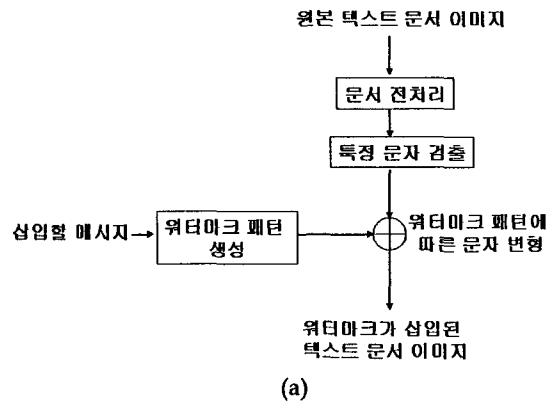 원본 텍스트 문서 이미지
문서 전처리
특정 문자 검출
삽입할 메시지
워터마크 패턴
생성
워터마크 패턴에
따른 문자 변형
워터마크가 삽입된
텍스트 문서 이미지
(a)